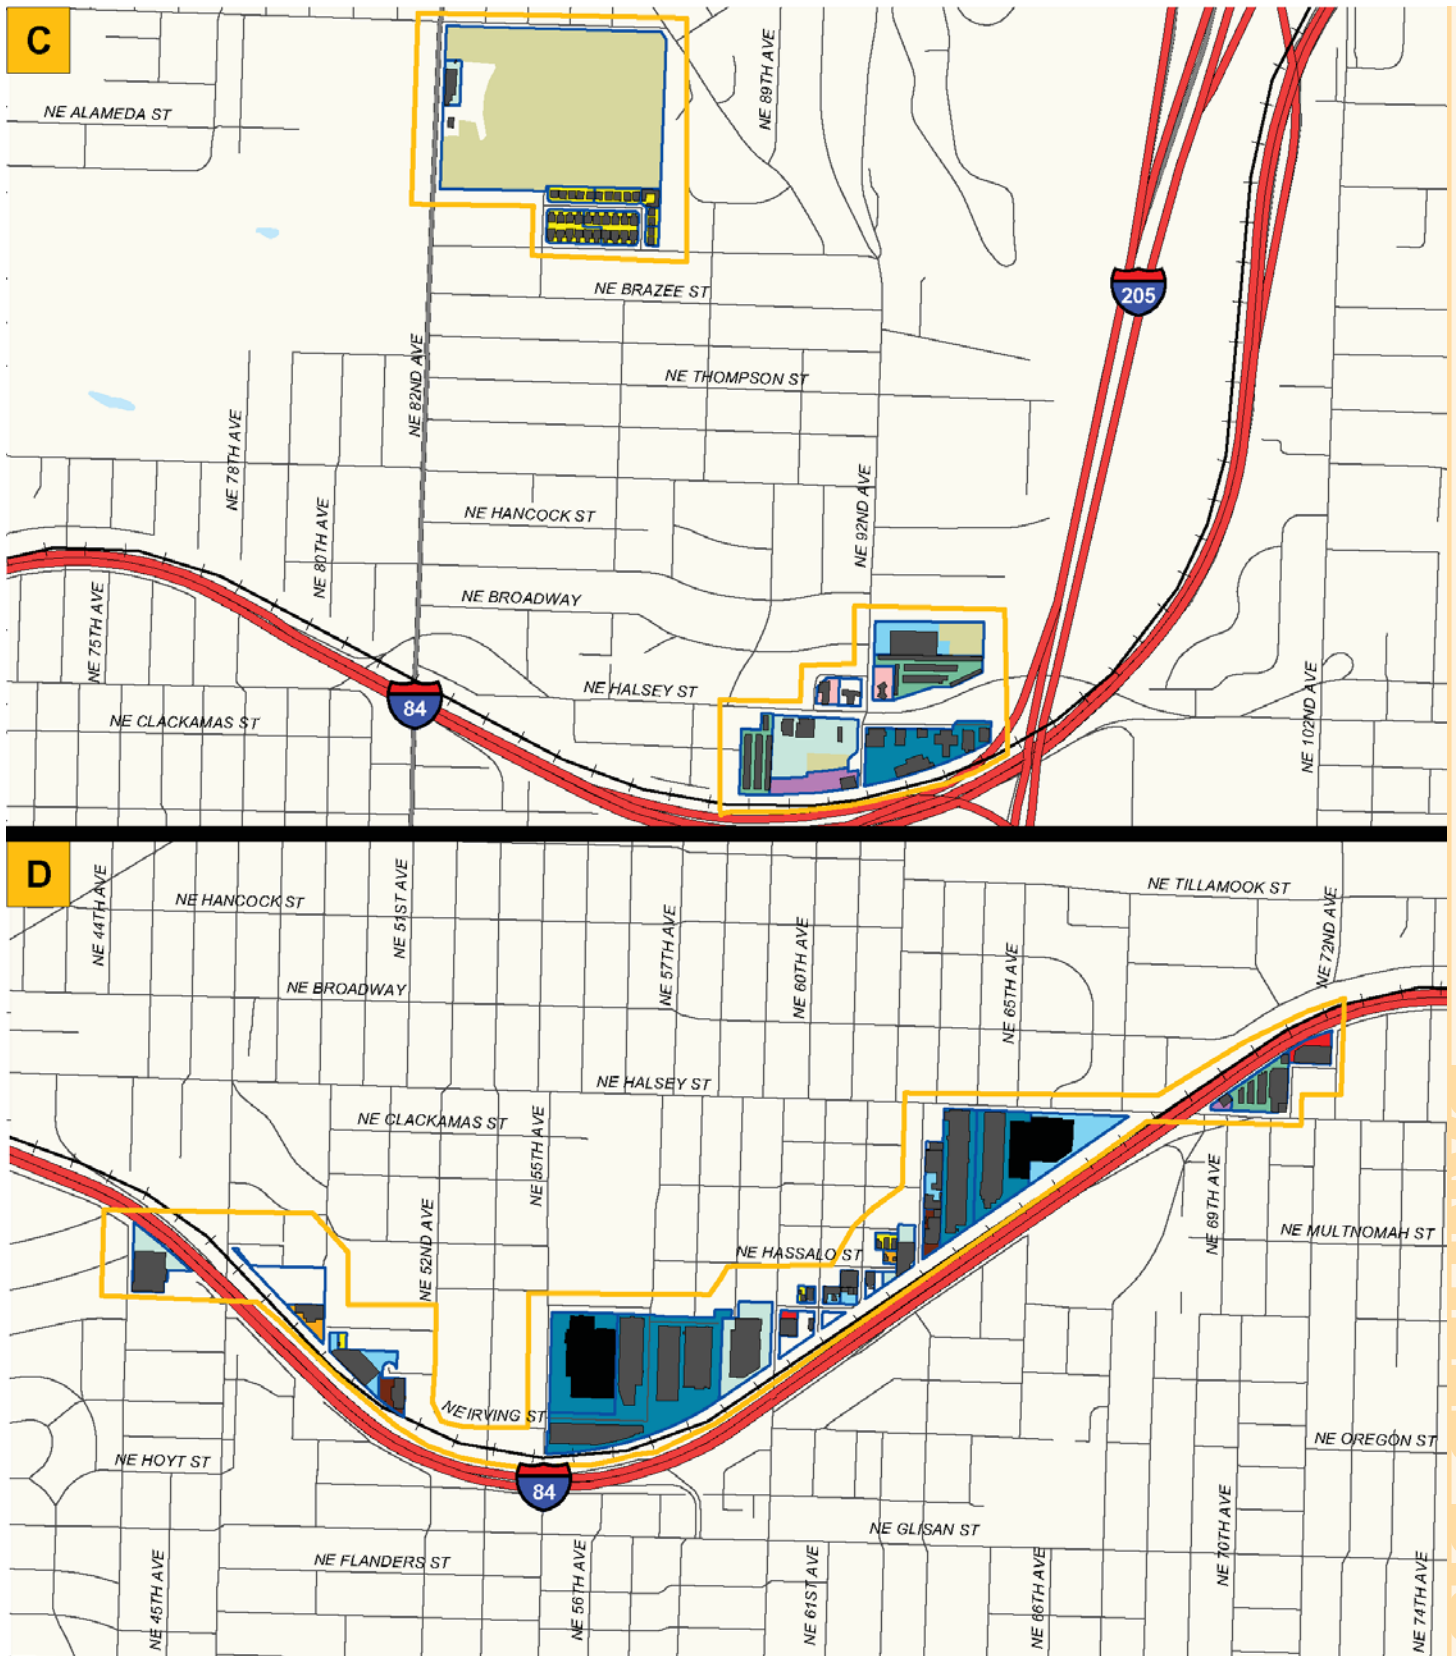 C
NE ALAMEDA ST
NE 89TH AVE
205
NE BRAZEE ST
NE THOMPSON ST
NE 82ND AVE
NE 78TH AVE
NE 80TH AVE
NE HANCOCK ST
NE 92ND AVE
NE BROADWAY
NE 75TH AVE
NE HALSEY ST
NE CLACKAMAS ST
84
NE 102ND AVE
D
NE 44TH AVE
NE HANCOCK ST
NE 51ST AVE
NE 57TH AVE
NE 60TH AVE
NE 65TH AVE
NE TILLAMOOK ST
NE 72ND AVE
NE BROADWAY
NE HALSEY ST
NE CLACKAMAS ST
NE 55TH AVE
NE 52ND AVE
NE HASSALO ST
NE 69TH AVE
NE MULTNOMAH ST
NE IRVING ST
NE HOYT ST
84
NE OREGON ST
NE GLISAN ST
NE FLANDERS ST
NE 45TH AVE
NE 56TH AVE
NE 61ST AVE
NE 66TH AVE
NE 70TH AVE
NE 74TH AVE